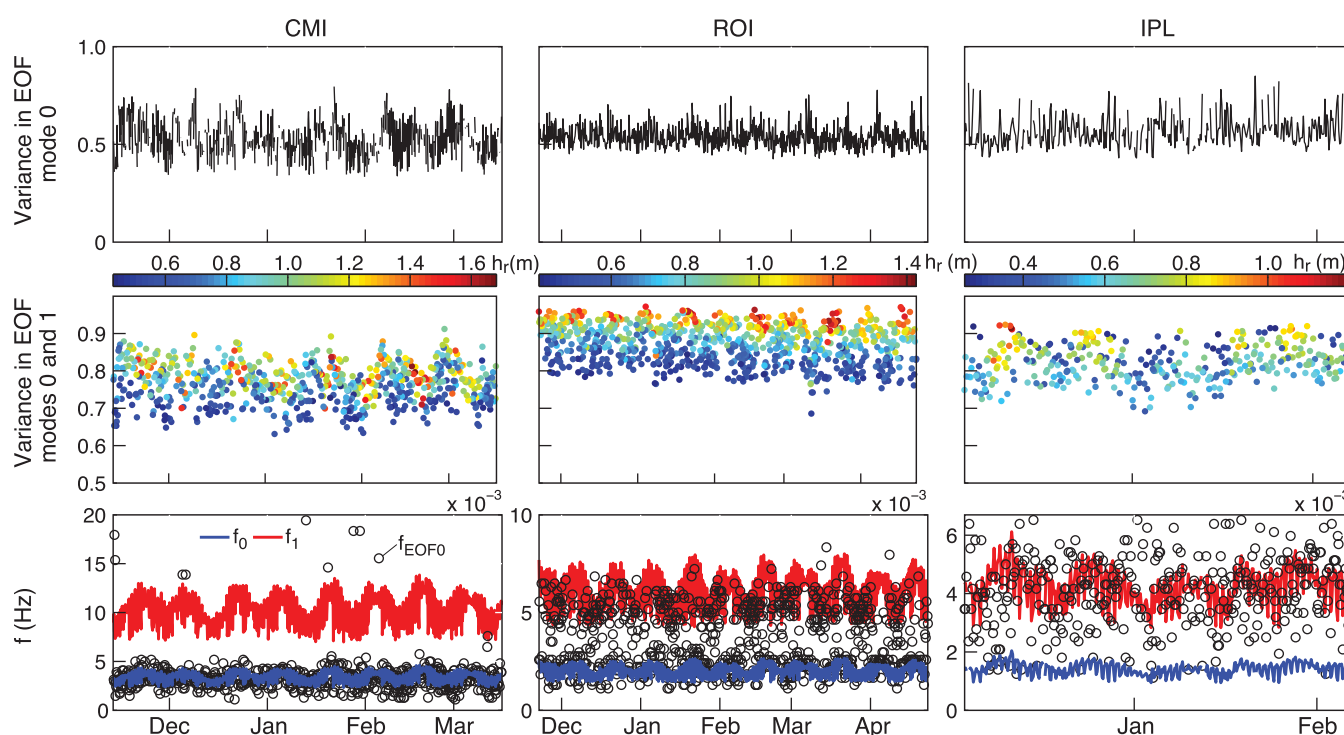 CMI ROI IPL
Variance in EOF
mode 0
1.0
0.5
0
0.6 0.8 1.0 1.2 1.4 1.6 hr(m)
0.6 0.8 1.0 1.2 1.4 hr (m)
0.4 0.6 0.8 1.0 hr (m)
Variance in EOF
modes 0 and 1
0.9
0.8
0.7
0.6
0.5
x 10⁻³ x 10⁻³ x 10⁻³
f (Hz)
20
15
10
5
0
f0 f1
fEOF0
10
5
0
6
4
2
0
Dec Jan Feb Mar
Dec Jan Feb Mar Apr
Jan Feb